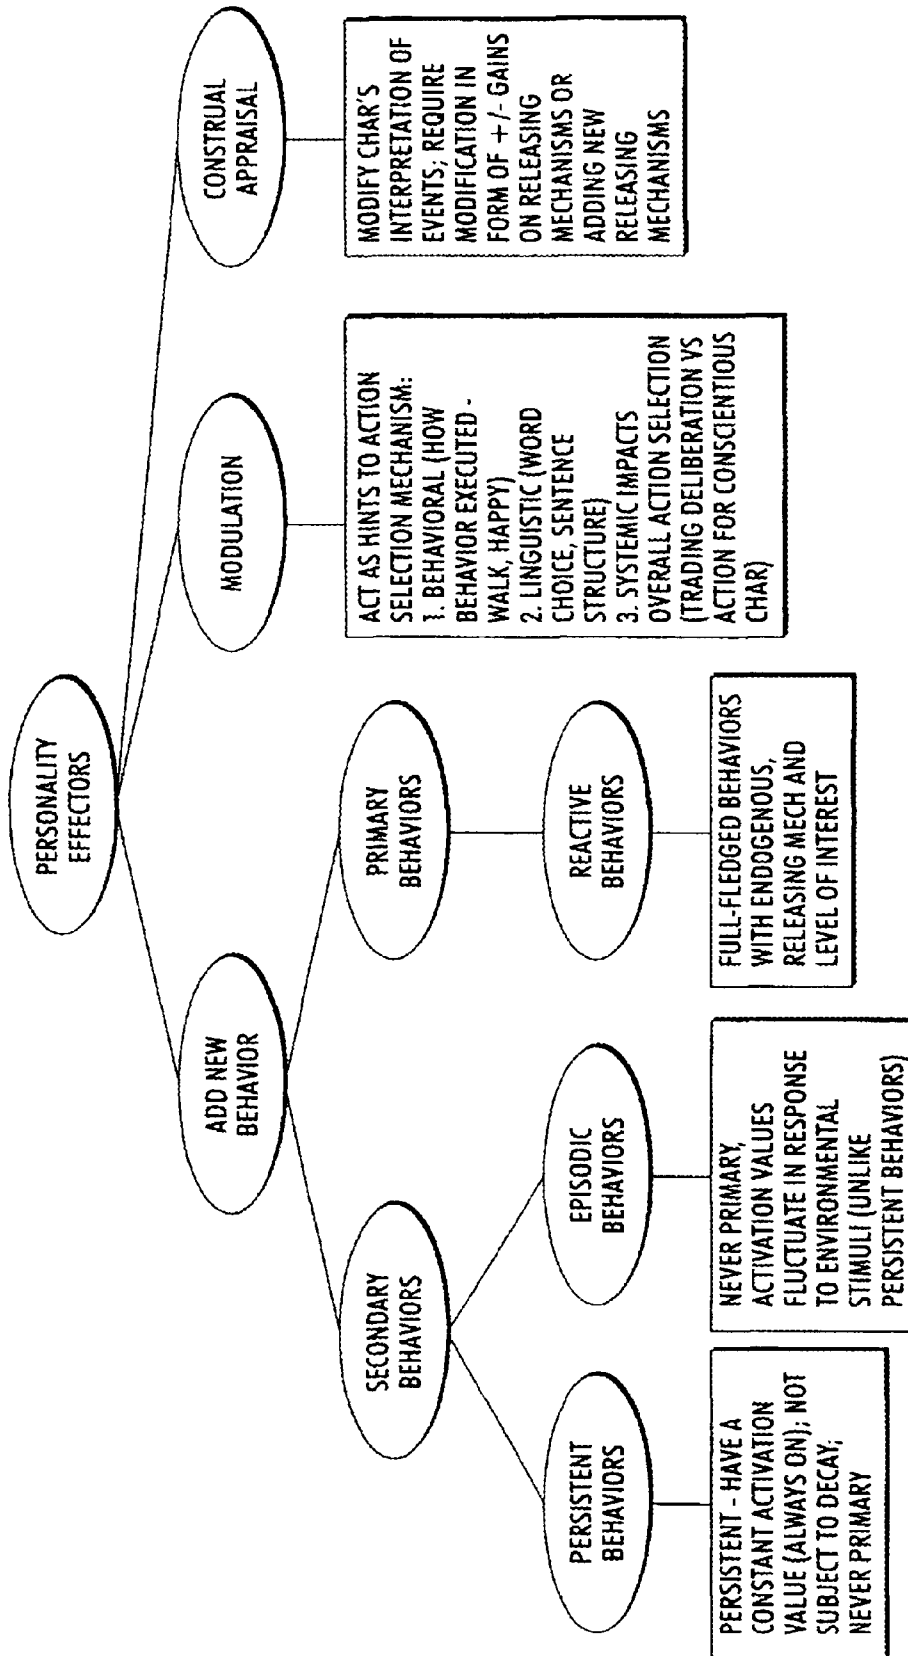 PERSONALITY
EFFECTORS
ADD NEW
BEHAVIOR
MODULATION
CONSTRUAL
APPRAISAL
SECONDARY
BEHAVIORS
PRIMARY
BEHAVIORS
ACT AS HINTS TO ACTION
SELECTION MECHANISM:
1. BEHAVIORAL (HOW
BEHAVIOR EXECUTED -
WALK, HAPPY)
2. LINGUISTIC (WORD
CHOICE, SENTENCE
STRUCTURE)
3. SYSTEMIC IMPACTS
OVERALL ACTION SELECTION
(TRADING DELIBERATION VS
ACTION FOR CONSCIENTIOUS
CHAR)
MODIFY CHAR'S
INTERPRETATION OF
EVENTS; REQUIRE
MODIFICATION IN
FORM OF +/- GAINS
ON RELEASING
MECHANISMS OR
ADDING NEW
RELEASING
MECHANISMS
PERSISTENT
BEHAVIORS
EPISODIC
BEHAVIORS
REACTIVE
BEHAVIORS
PERSISTENT - HAVE A
CONSTANT ACTIVATION
VALUE (ALWAYS ON); NOT
SUBJECT TO DECAY;
NEVER PRIMARY
NEVER PRIMARY,
ACTIVATION VALUES
FLUCTUATE IN RESPONSE
TO ENVIRONMENTAL
STIMULI (UNLIKE
PERSISTENT BEHAVIORS)
FULL-FLEDGED BEHAVIORS
WITH ENDOGENOUS,
RELEASING MECH AND
LEVEL OF INTEREST